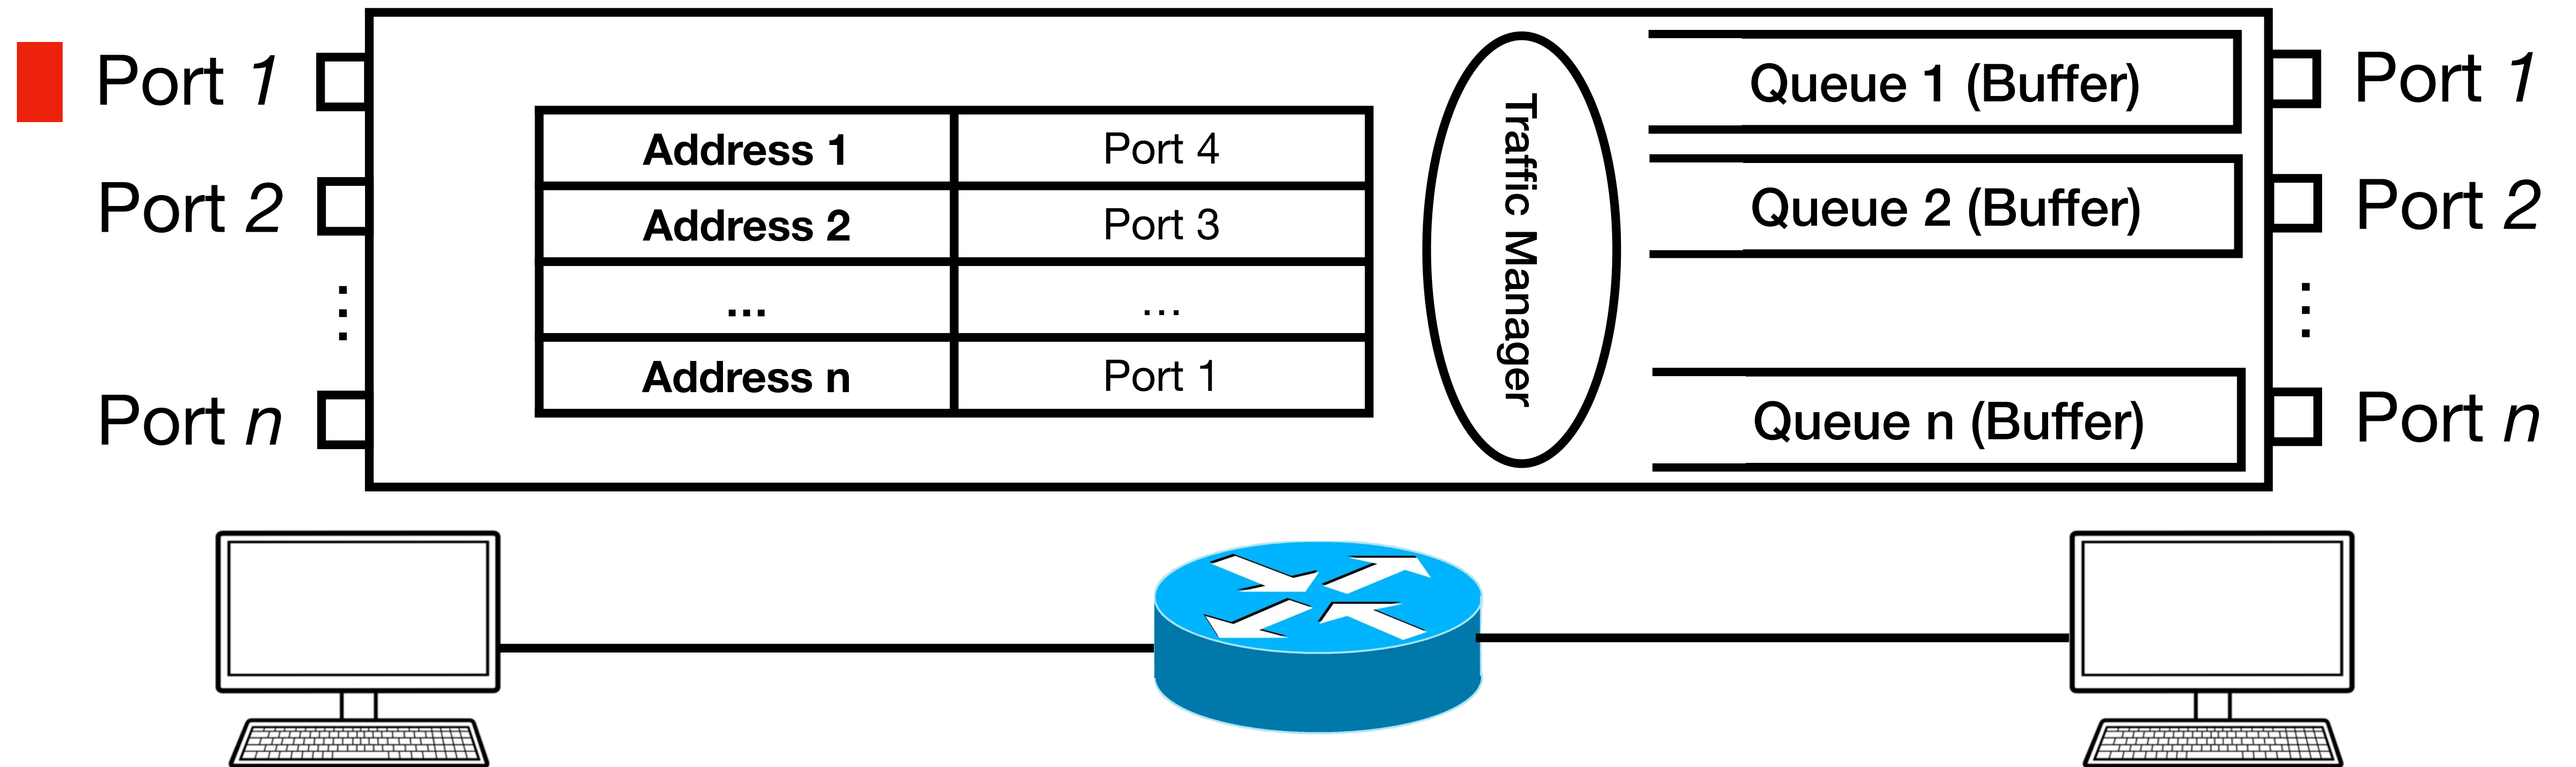 Port 1
Port 2
⋮
Port n
Address 1 Port 4
Address 2 Port 3
... ...
Address n Port 1
Traffic Manager
Queue 1 (Buffer)
Queue 2 (Buffer)
Queue n (Buffer)
Port 1
Port 2
⋮
Port n